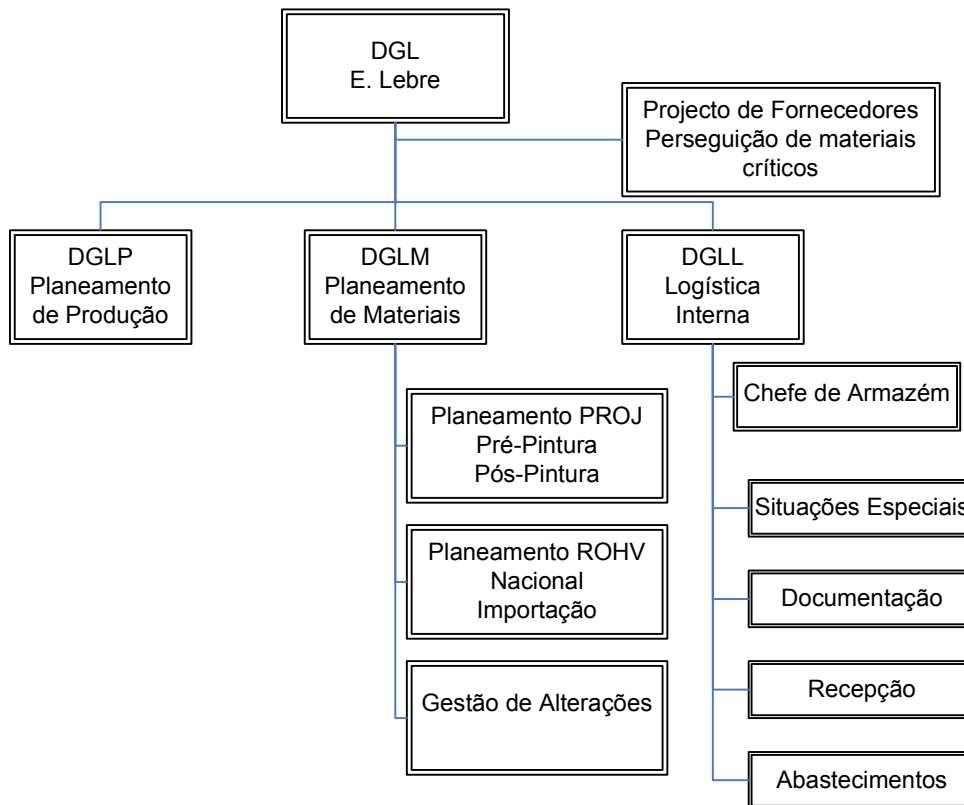 DGL
E. Lebre
Projecto de Fornecedores
Perseguição de materiais
críticos
DGLP
Planeamento
de Produção
DGLM
Planeamento
de Materiais
DGLL
Logística
Interna
Planeamento PROJ
Pré-Pintura
Pós-Pintura
Planeamento ROHV
Nacional
Importação
Gestão de Alterações
Chefe de Armazém
Situações Especiais
Documentação
Recepção
Abastecimentos